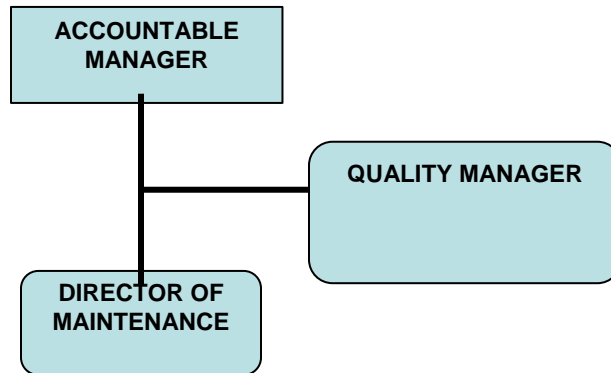 ACCOUNTABLE
MANAGER
QUALITY MANAGER
DIRECTOR OF
MAINTENANCE